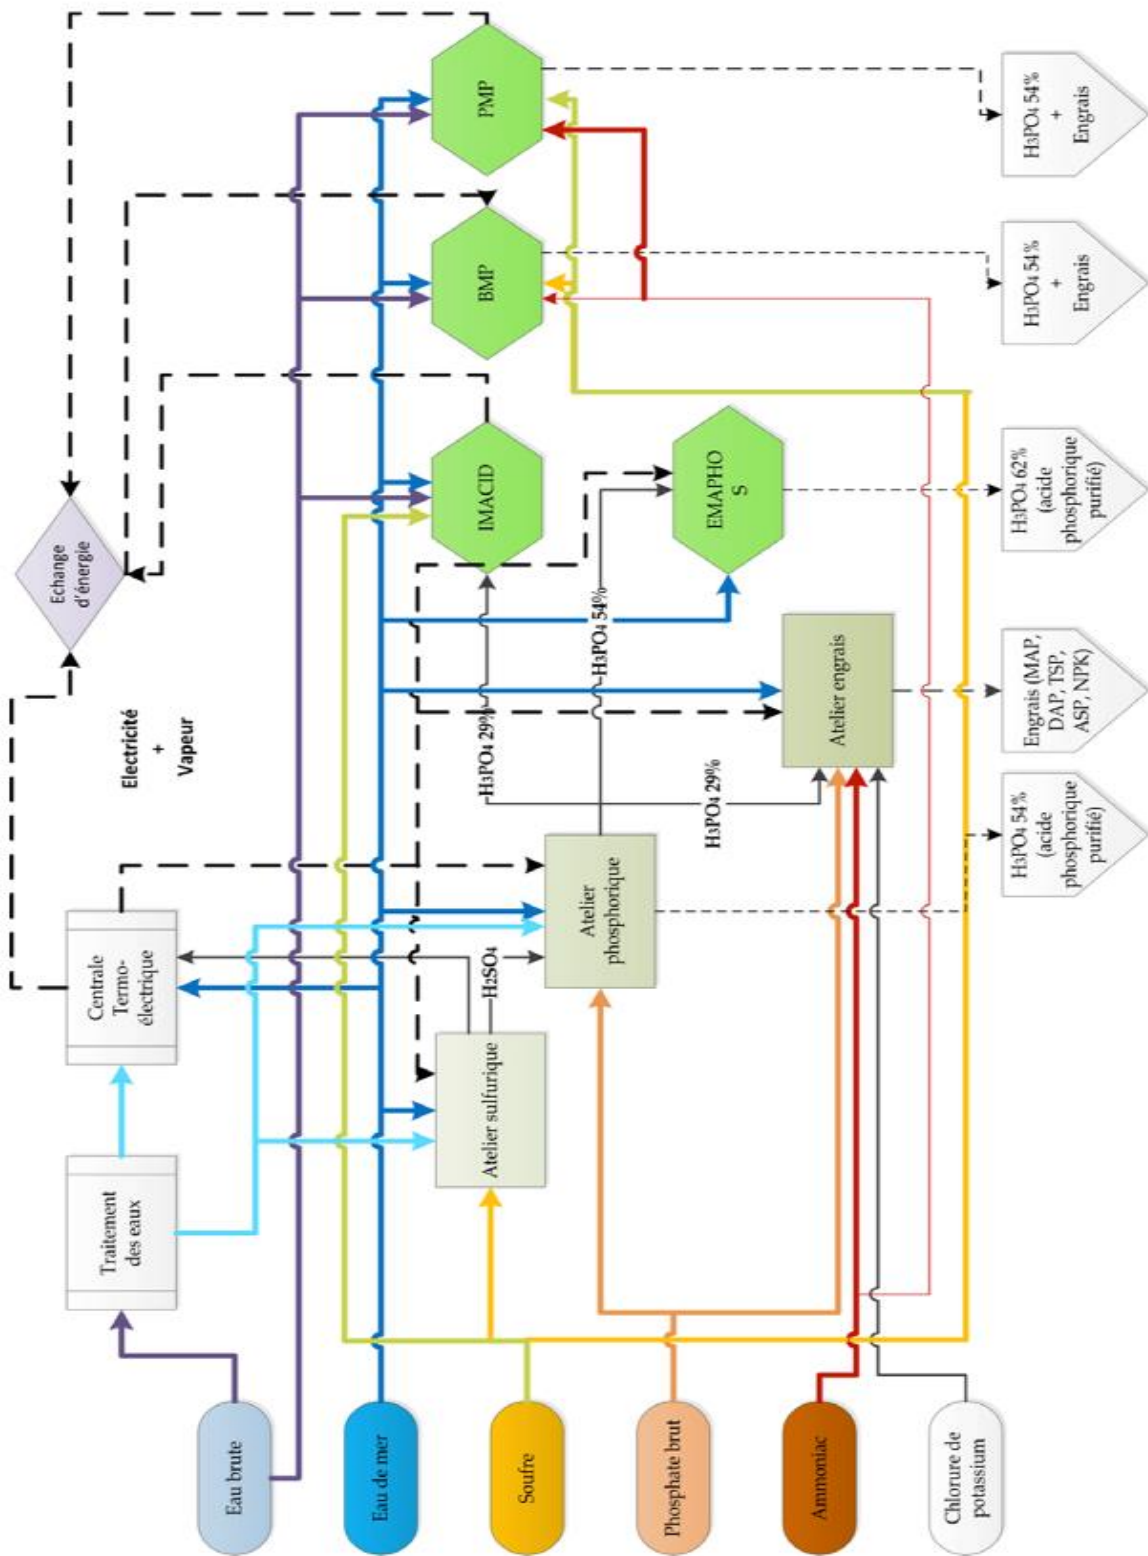 Eau brute
Eau de mer
Soufre
Phosphate brut
Ammoniac
Chlorure de
potassium
Traitement
des eaux
Centrale
Termo-
électrique
Electricité
+
Vapeur
Echange
d'énergie
Atelier sulfurique
H2SO4
Atelier
phosphorique
H3PO4 29%
H3PO4 29%
H3PO4 54%
Atelier engrais
IMACID
EMAPHO
S
BMP
PMP
H3PO4 54%
(acide
phosphorique
purifié)
Engrais (MAP,
DAP, TSP,
ASP, NPK)
H3PO4 62%
(acide
phosphorique
purifié)
H3PO4 54%
+
Engrais
H3PO4 54%
+
Engrais